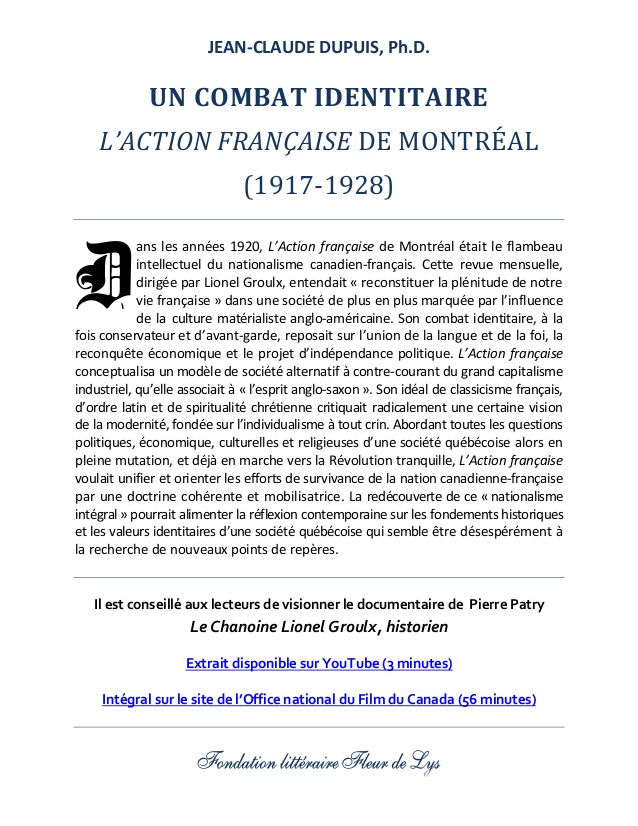 JEAN-CLAUDE DUPUIS, Ph.D.
UN COMBAT IDENTITAIRE
L’ACTION FRANÇAISE DE MONTRÉAL
(1917-1928)
Dans les années 1920, L’Action française de Montréal était le flambeau
intellectuel du nationalisme canadien-français. Cette revue mensuelle,
dirigée par Lionel Groulx, entendait « reconstituer la plénitude de notre
vie française » dans une société de plus en plus marquée par l’influence
de la culture matérialiste anglo-américaine. Son combat identitaire, à la
fois conservateur et d’avant-garde, reposait sur l’union de la langue et de la foi, la
reconquête économique et le projet d’indépendance politique. L’Action française
conceptualisa un modèle de société alternatif à contre-courant du grand capitalisme
industriel, qu’elle associait à « l’esprit anglo-saxon ». Son idéal de classicisme français,
d’ordre latin et de spiritualité chrétienne critiquait radicalement une certaine vision
de la modernité, fondée sur l’individualisme à tout crin. Abordant toutes les questions
politiques, économique, culturelles et religieuses d’une société québécoise alors en
pleine mutation, et déjà en marche vers la Révolution tranquille, L’Action française
voulait unifier et orienter les efforts de survivance de la nation canadienne-française
par une doctrine cohérente et mobilisatrice. La redécouverte de ce « nationalisme
intégral » pourrait alimenter la réflexion contemporaine sur les fondements historiques
et les valeurs identitaires d’une société québécoise qui semble être désespérément à
la recherche de nouveaux points de repères.
Il est conseillé aux lecteurs de visionner le documentaire de Pierre Patry
Le Chanoine Lionel Groulx, historien
Extrait disponible sur YouTube (3 minutes)
Intégral sur le site de l’Office national du Film du Canada (56 minutes)
Fondation littéraire Fleur de Lys